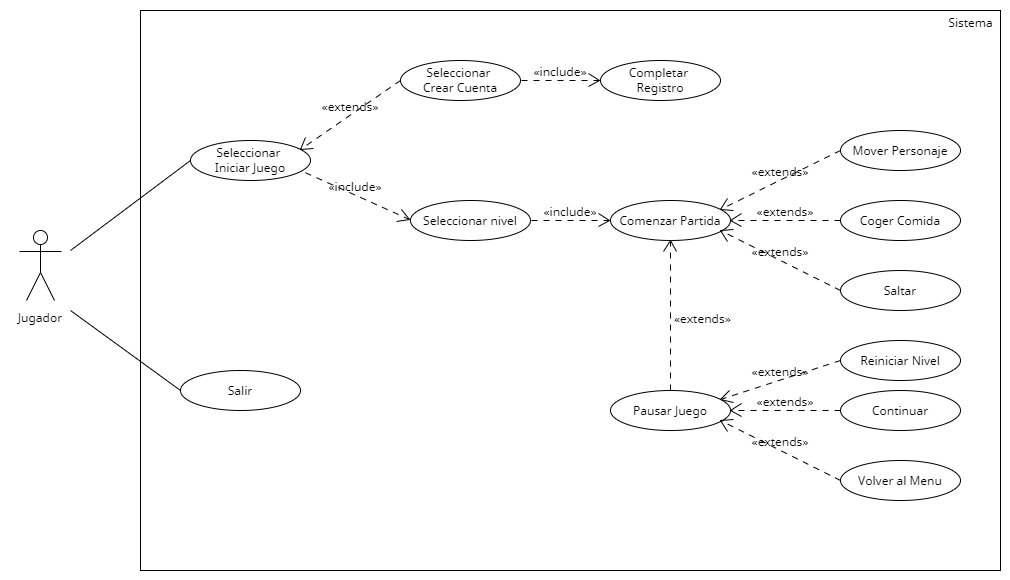 Sistema
Seleccionar
Crear Cuenta
«include»
Completar
Registro
«extends»
Seleccionar
Iniciar Juego
«include»
Seleccionar nivel
«include»
Comenzar Partida
Mover Personaje
«extends»
«extends»
Coger Comida
«extends»
Saltar
Jugador
«extends»
Salir
Pausar Juego
Reiniciar Nivel
«extends»
«extends»
Continuar
«extends»
Volver al Menu